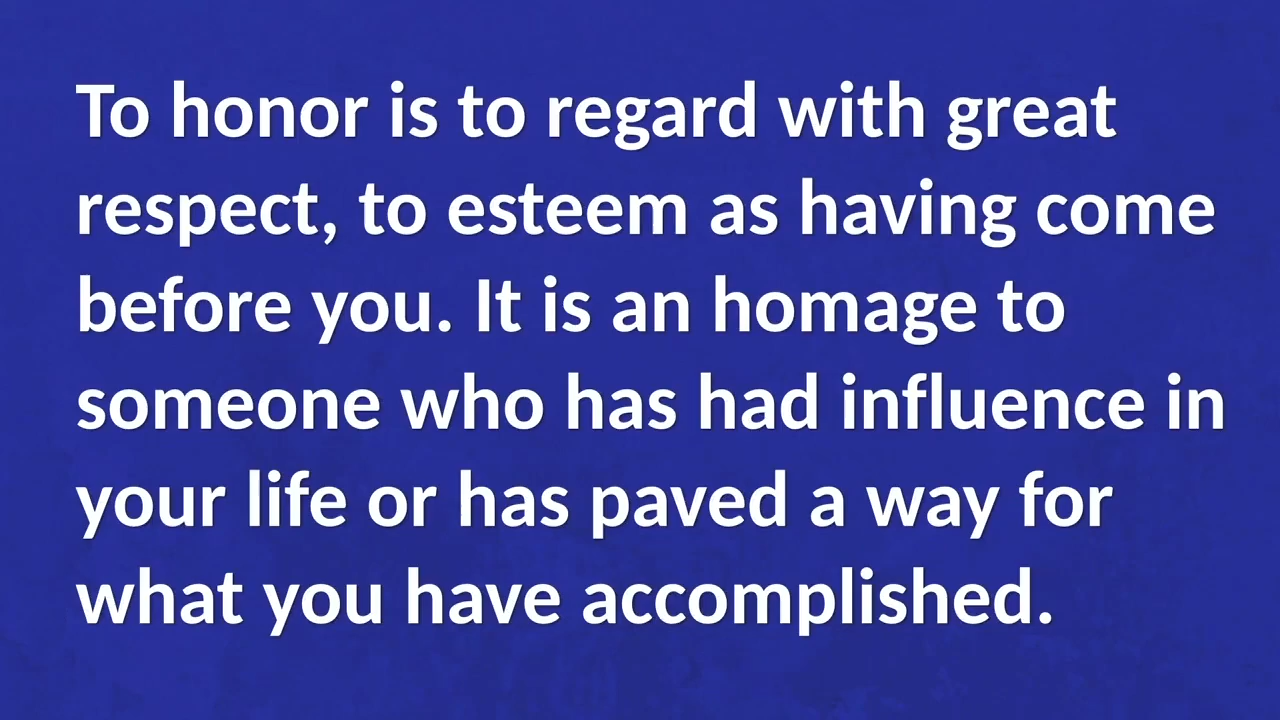 To honor is to regard with great
respect, to esteem as having come
before you. It is an homage to
someone who has had influence in
your life or has paved a way for
what you have accomplished.